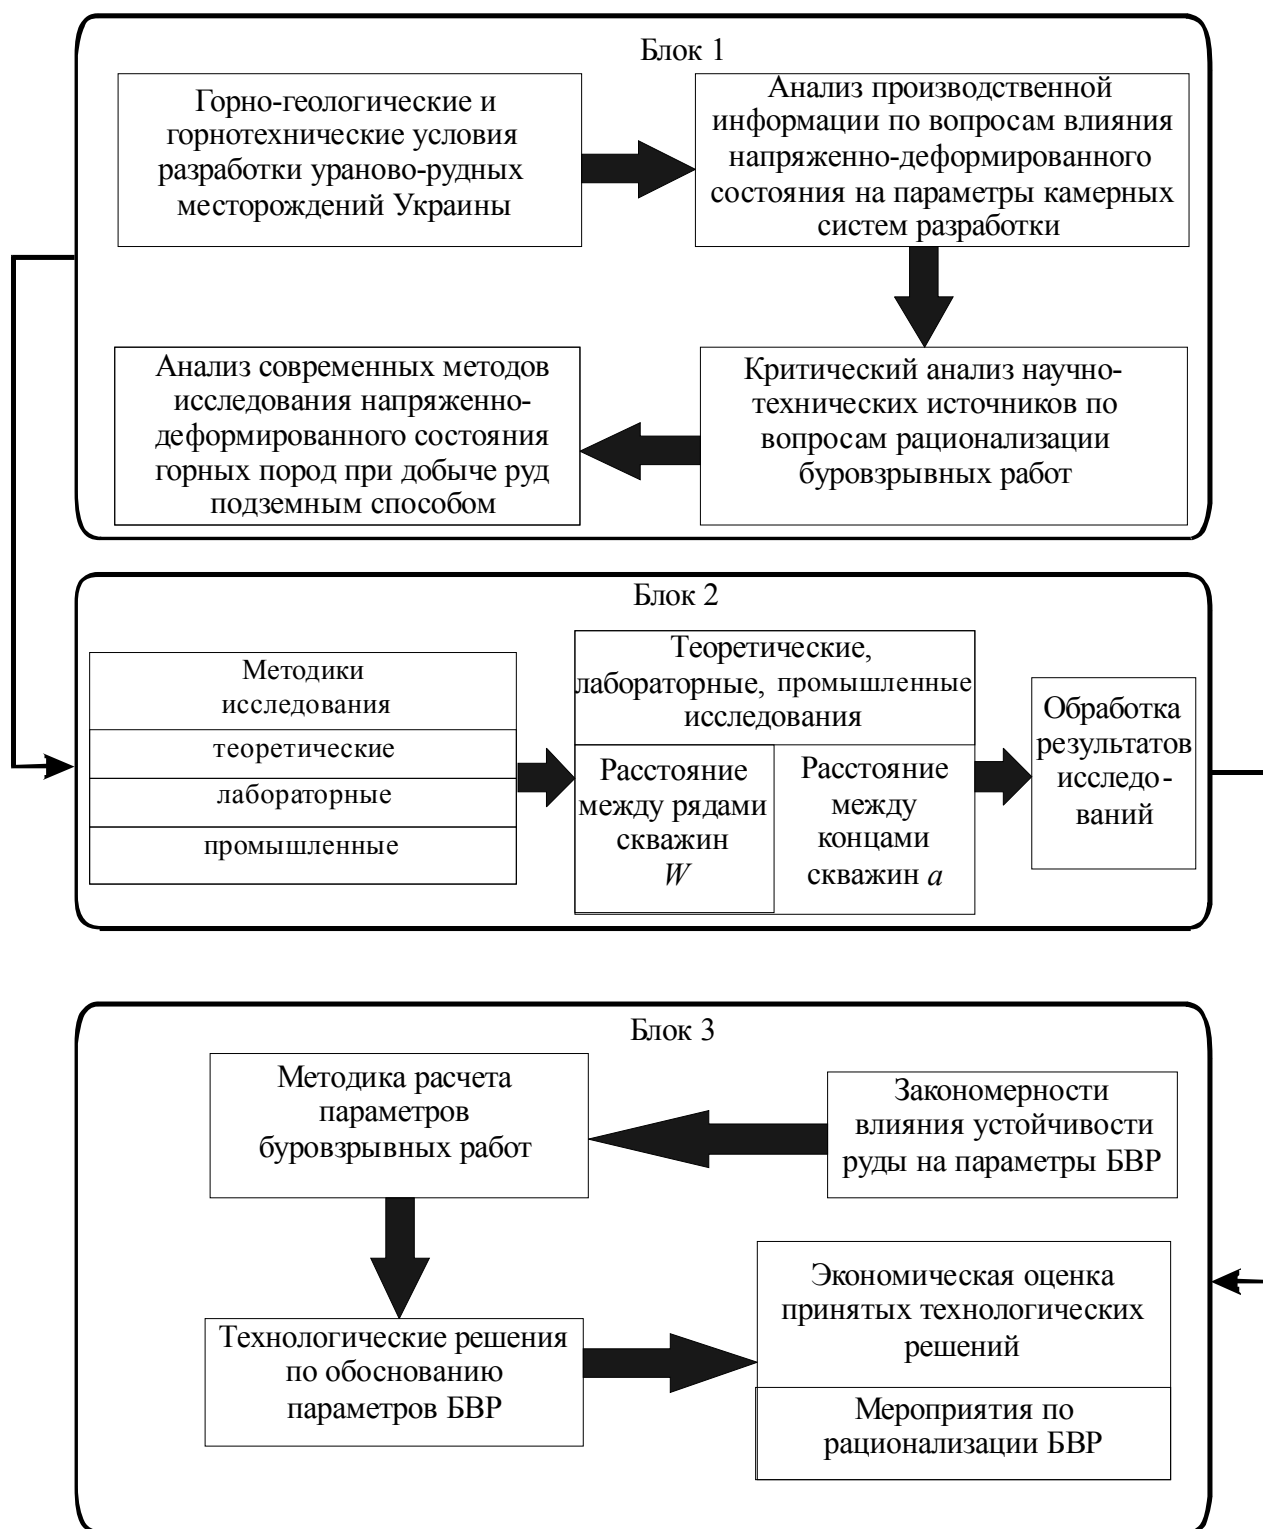 Блок 1
Горно-геологические и
горнотехнические условия
разработки ураново-рудных
месторождений Украины
Анализ производственной
информации по вопросам влияния
напряженно-деформированного
состояния на параметры камерных
систем разработки
Критический анализ научно-
технических источников по
вопросам рационализации
буровзрывных работ
Анализ современных методов
исследования напряженно-
деформированного состояния
горных пород при добыче руд
подземным способом
Блок 2
Методики
исследования
теоретические
лабораторные
промышленные
Теоретические,
лабораторные, промышленные
исследования
Расстояние
между рядами
скважин
W
Расстояние
между
концами
скважин a
Обработка
результатов
исследо-
ваний
Блок 3
Закономерности
влияния устойчивости
руды на параметры БВР
Методика расчета
параметров
буровзрывных работ
Технологические решения
по обоснованию
параметров БВР
Экономическая оценка
принятых технологических
решений
Мероприятия по
рационализации БВР